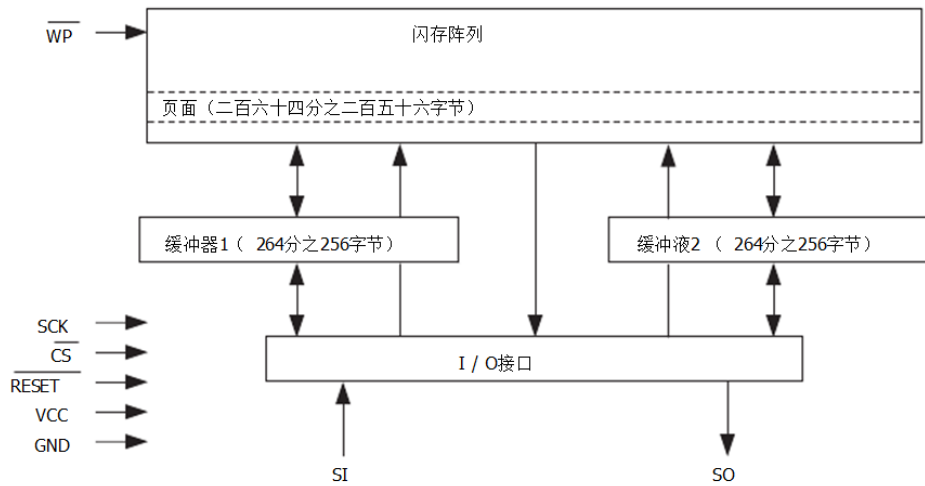 WP
闪存阵列
页面（二百六十四分之二百五十六字节）
缓冲器1（ 264分之256字节）
缓冲液2 （ 264分之256字节）
SCK
CS
RESET
VCC
GND
I / O接口
SI
SO